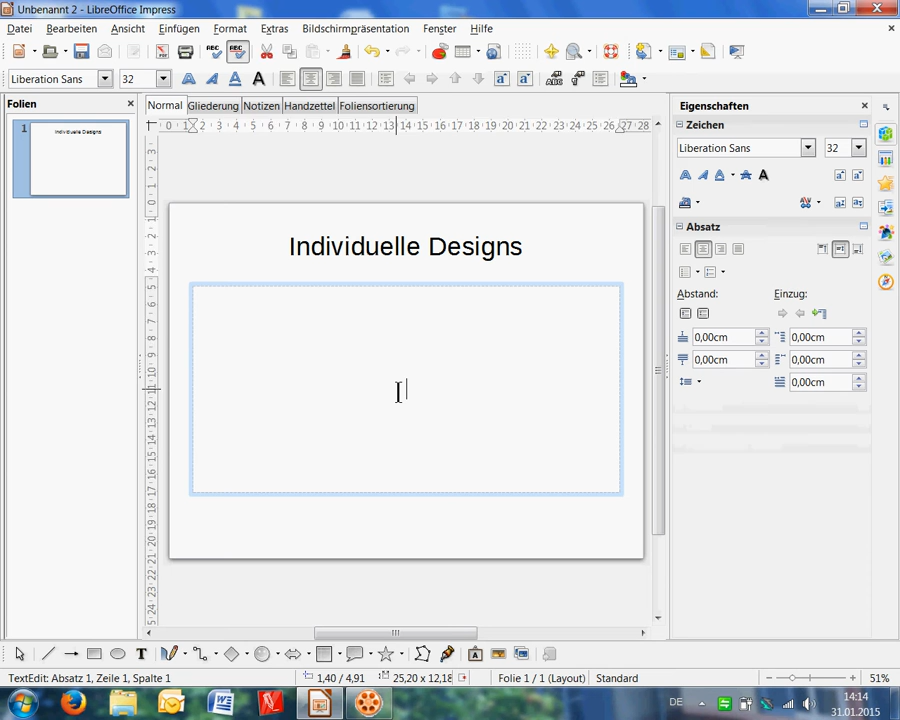 Unbenannt 2 - LibreOffice Impress
Datei Bearbeiten Ansicht Einfügen Format Extras Bildschirmpräsentation Fenster Hilfe
Liberation Sans 32
Folien
Normal Gliederung Notizen Handzettel Foliensortierung
Eigenschaften
Zeichen
Liberation Sans 32
1
Individuelle Designs
Individuelle Designs
Absatz
Abstand: Einzug:
0,00cm 0,00cm
0,00cm 0,00cm
0,00cm
TextEdit: Absatz 1, Zeile 1, Spalte 1 1,40 / 4,91 25,20 x 12,18 Folie 1 / 1 (Layout) Standard 51%
DE 14:14
31.01.2015